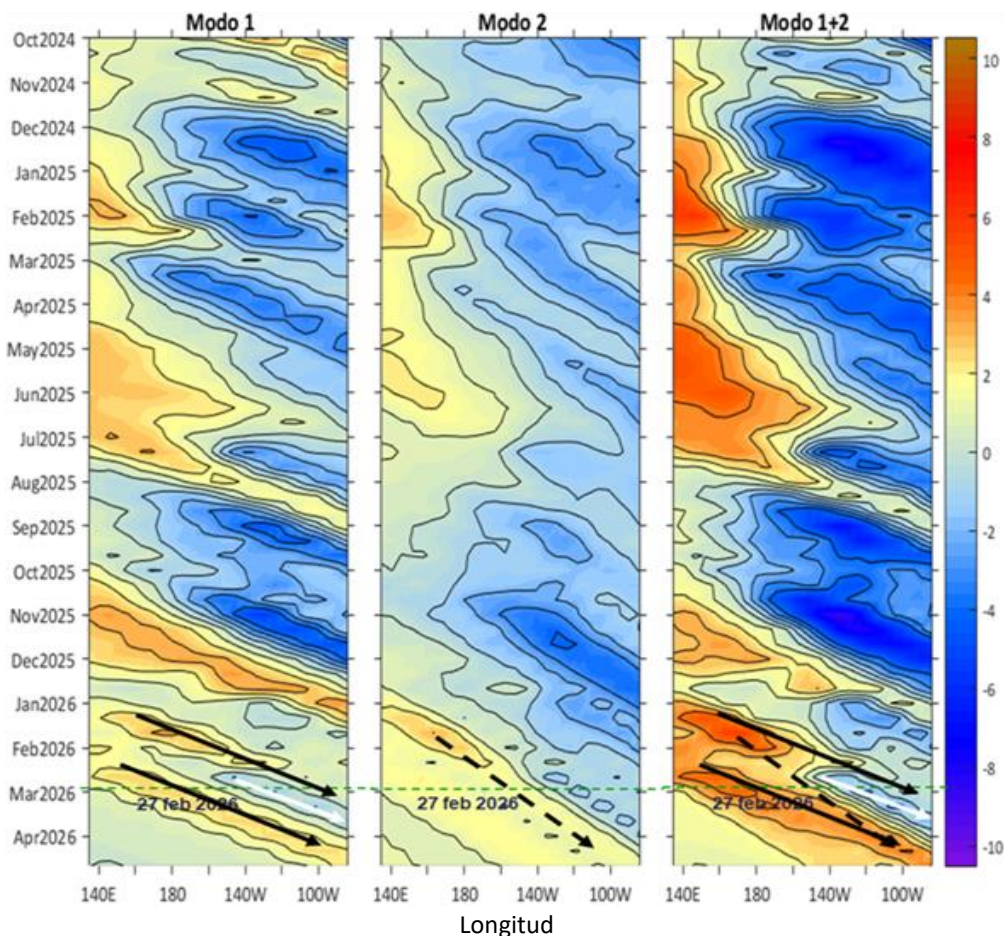 Modo 1
Modo 2
Modo 1+2
Oct2024
Nov2024
Dec2024
Jan2025
Feb2025
Mar2025
Apr2025
May2025
Jun2025
Jul2025
Aug2025
Sep2025
Oct2025
Nov2025
Dec2025
Jan2026
Feb2026
Mar2026
Apr2026
27 feb 2026
27 feb 2026
27 feb 2026
140E 180 140W 100W
140E 180 140W 100W
140E 180 140W 100W
Longitud
10
8
6
4
2
0
-2
-4
-6
-8
-10